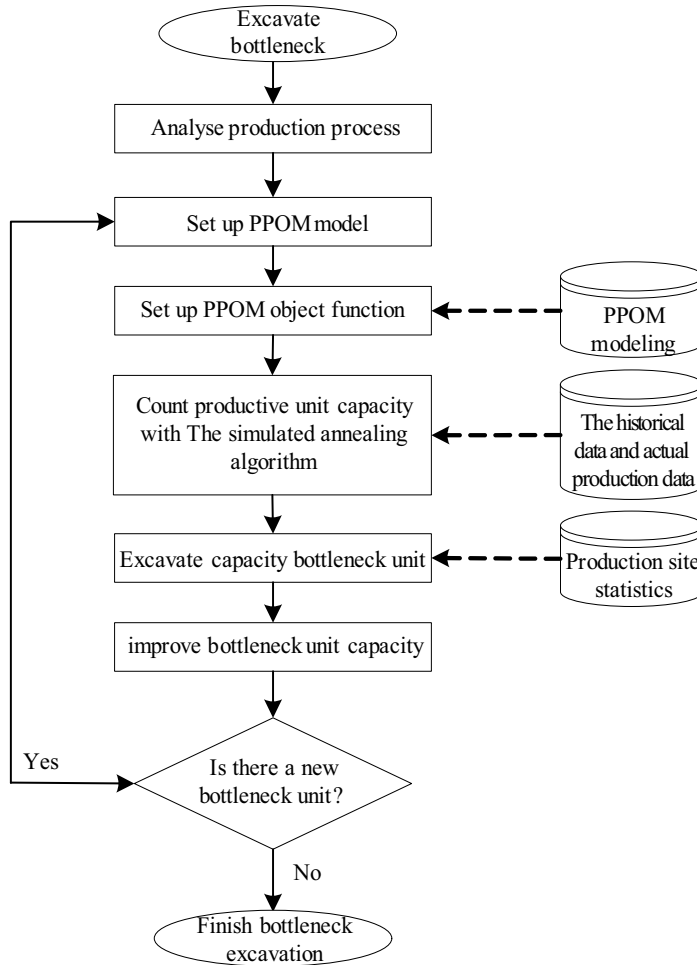 Excavate
bottleneck
Analyse production process
Set up PPOM model
Set up PPOM object function
PPOM
modeling
Count productive unit capacity
with The simulated annealing
algorithm
The historical
data and actual
production data
Excavate capacity bottleneck unit
Production site
statistics
improve bottleneck unit capacity
Yes
Is there a new
bottleneck unit?
No
Finish bottleneck
excavation